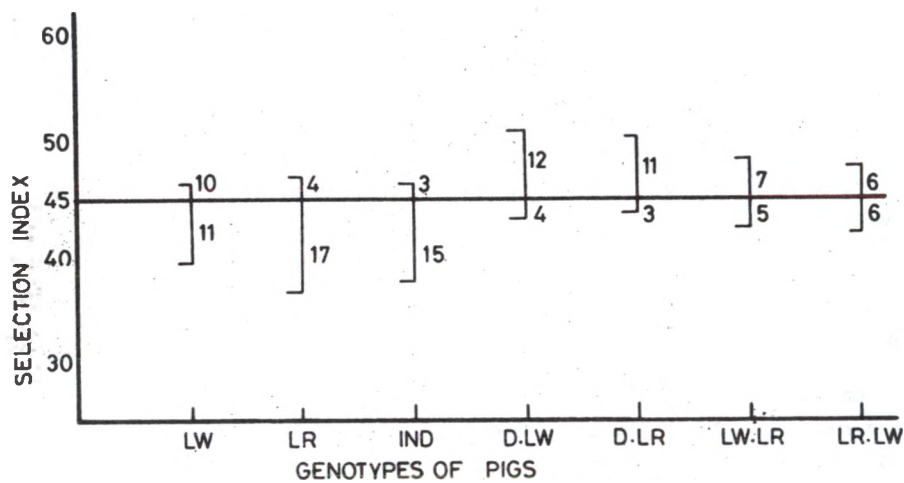 60
50
45
40
30
SELECTION INDEX
10
11
4
17
3
15
12
4
11
3
7
5
6
6
LW
LR
IND
D.LW
D.LR
LW.LR
LR.LW
GENOTYPES OF PIGS